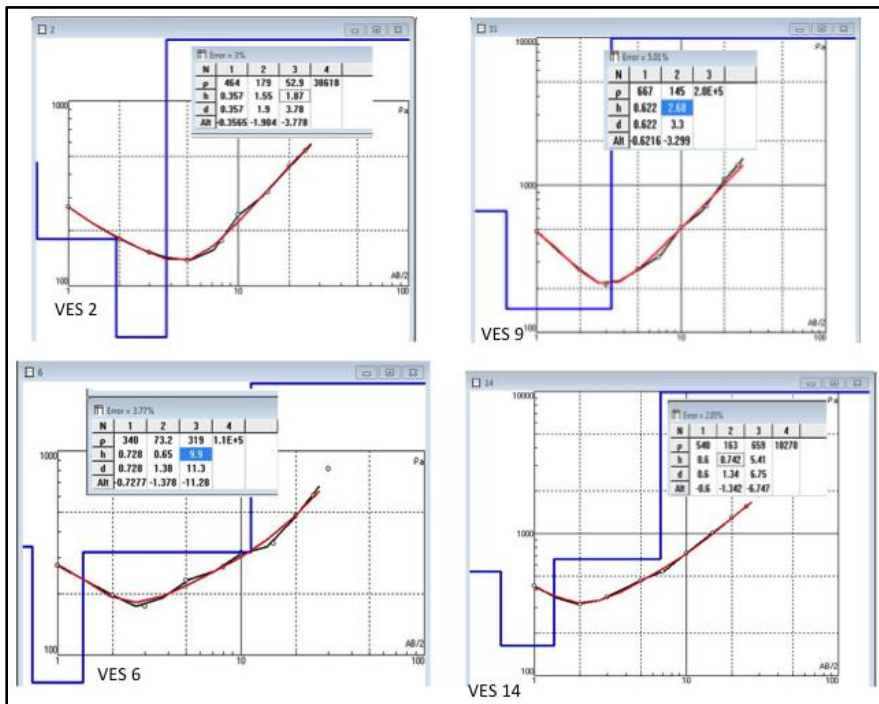 2
Error = 3%
N 1 2 3 4
ρ 464 179 52.9 38618
h 0.357 1.55 1.87
d 0.357 1.9 3.78
Alt -0.3565 -1.904 -3.778
ρa
1000
100
1 10 100
AB/2
VES 2
11
Error = 5.01%
N 1 2 3
ρ 667 145 2.0E+5
h 0.622 2.68
d 0.622 3.3
Alt -0.6216 -3.299
ρa
10000
1000
100
1 10 100
AB/2
VES 9
6
Error = 3.77%
N 1 2 3 4
ρ 340 73.2 319 1.1E+5
h 0.728 0.65 9.9
d 0.728 1.38 11.3
Alt -0.7277 -1.378 -11.28
ρa
1000
100
1 10 100
AB/2
VES 6
14
N 1 2 3 4
ρ 540 163 659 10270
h 0.6 0.742 5.41
d 0.6 1.34 6.75
Alt -0.6 -1.342 -6.747
ρa
10000
1000
100
1 10 100
AB/2
VES 14